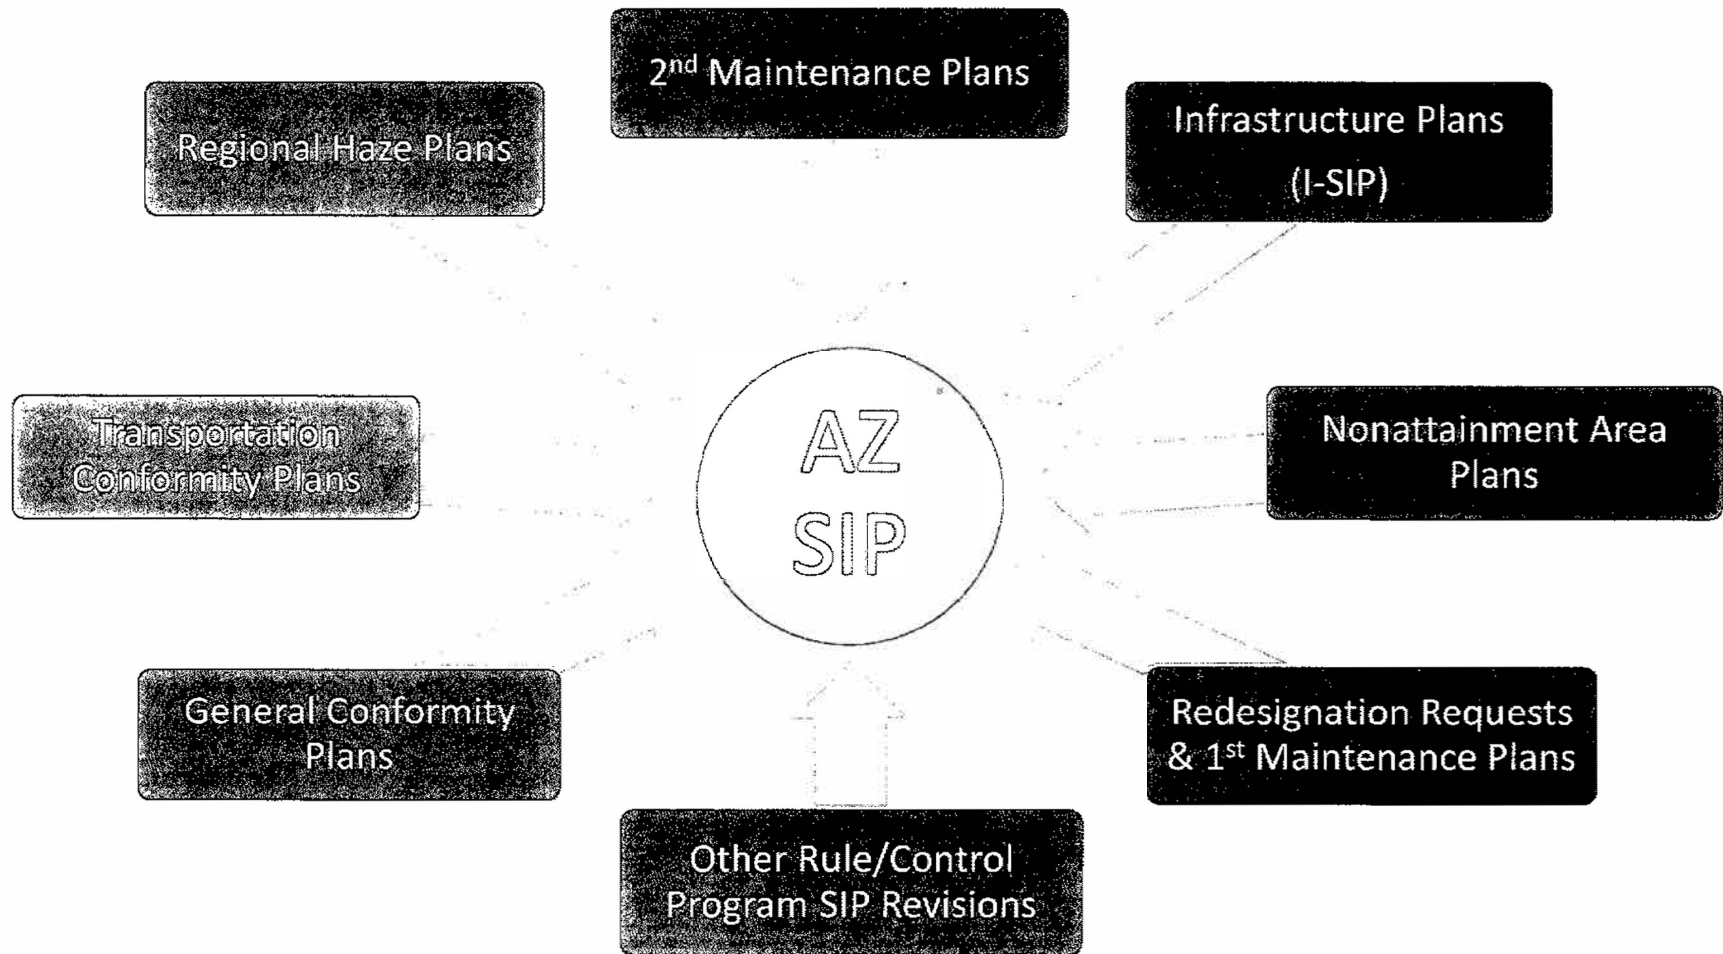 2nd Maintenance Plans
Regional Haze Plans
Infrastructure Plans
(I-SIP)
Transportation
Conformity Plans
AZ
SIP
Nonattainment Area
Plans
General Conformity
Plans
Redesignation Requests
& 1st Maintenance Plans
Other Rule/Control
Program SIP Revisions